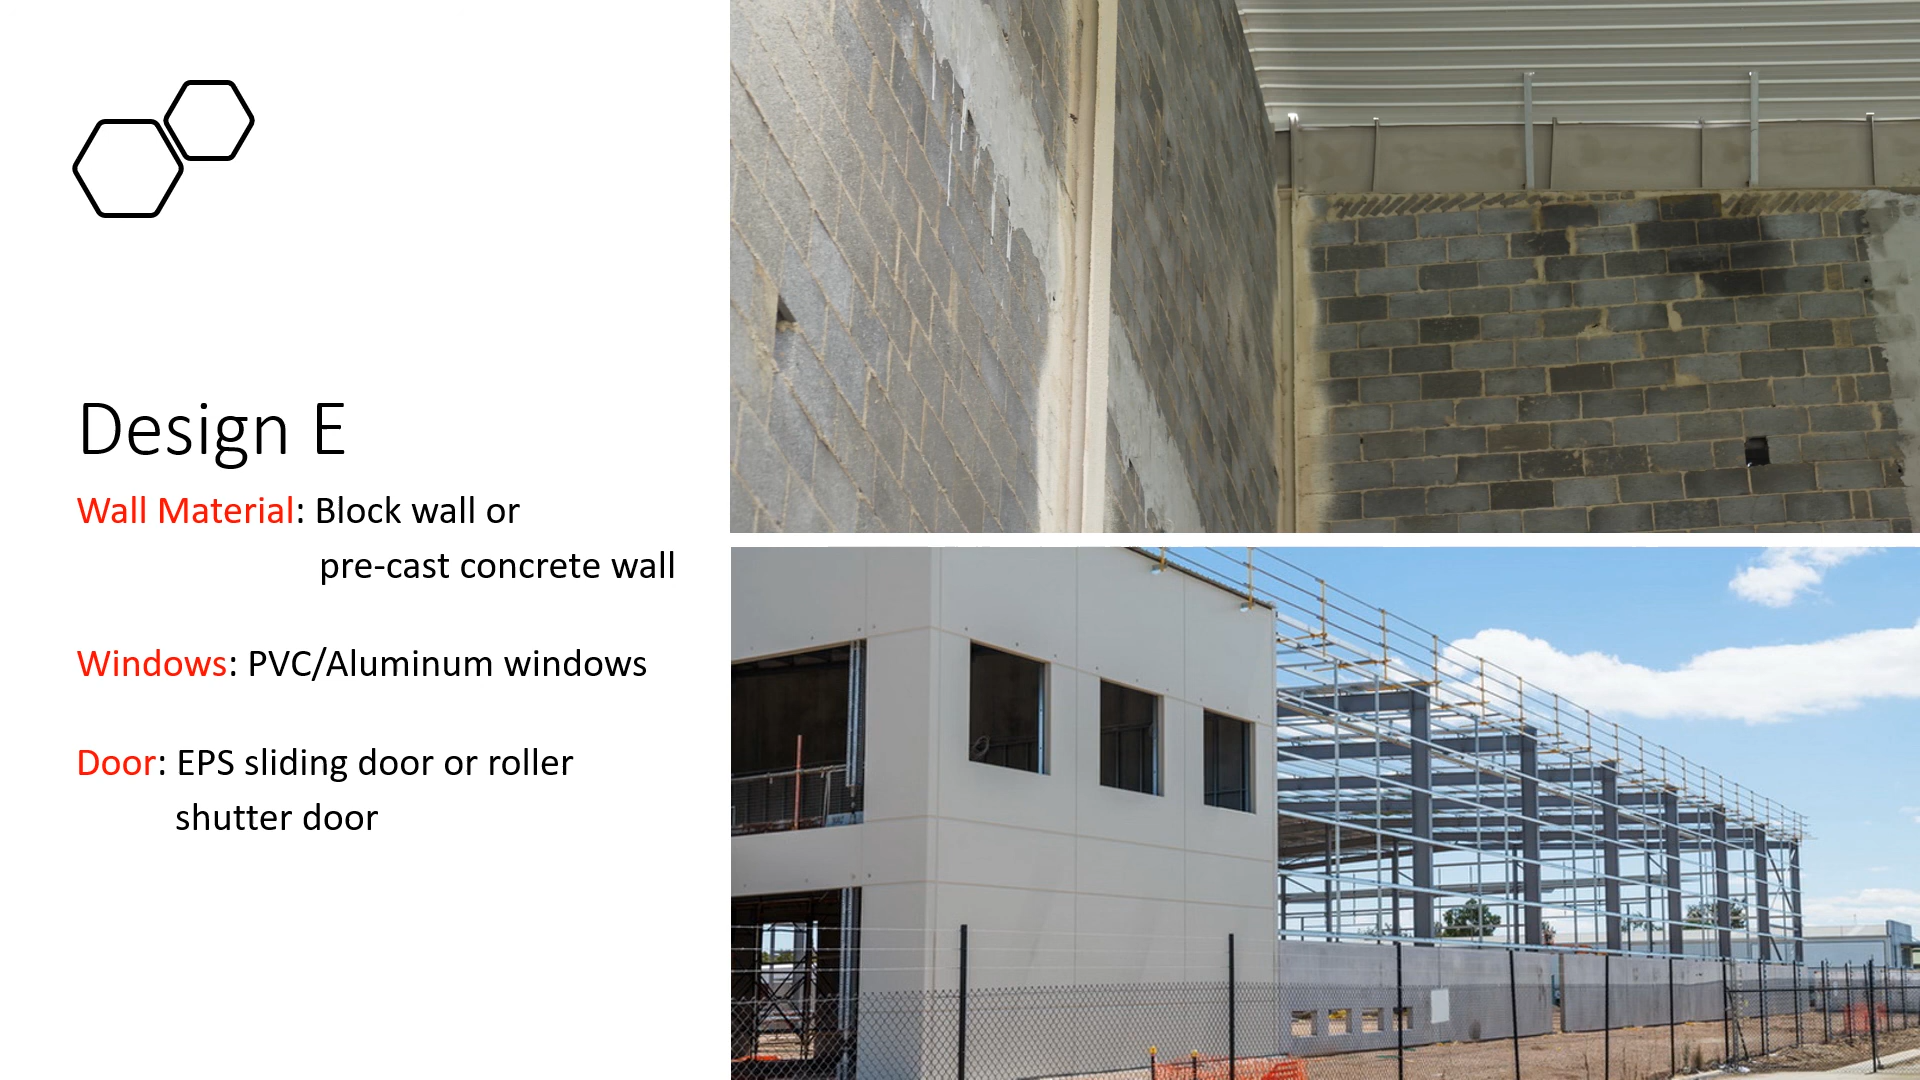 Design E
Wall Material: Block wall or
pre-cast concrete wall
Windows: PVC/Aluminum windows
Door: EPS sliding door or roller
shutter door